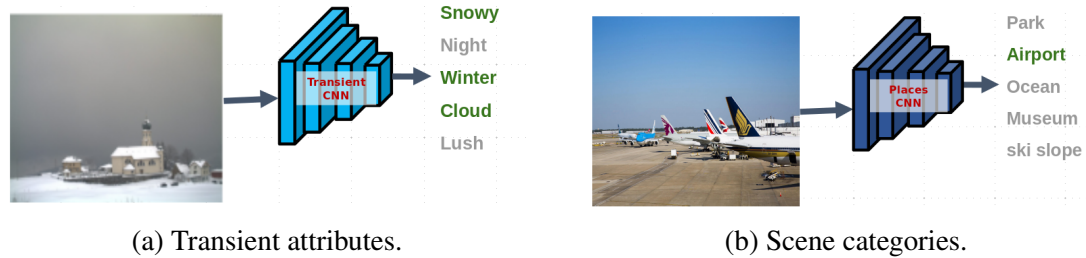 Snowy
Night
Winter
Cloud
Lush
Transient
CNN
(a) Transient attributes.
Park
Airport
Ocean
Museum
ski slope
Places
CNN
(b) Scene categories.